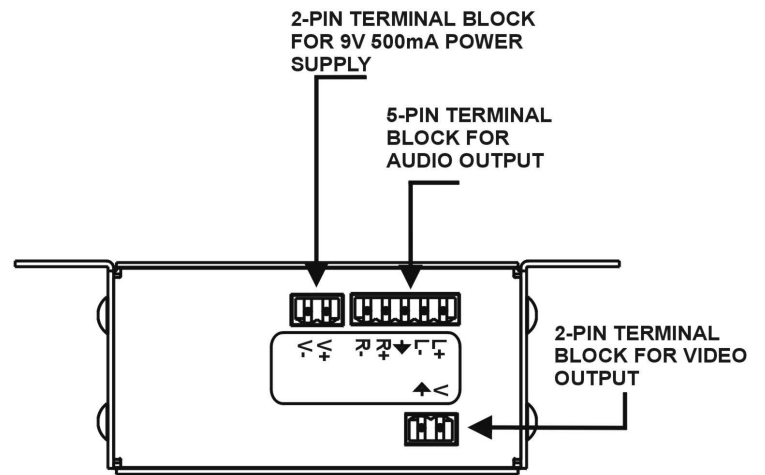 2-PIN TERMINAL BLOCK
FOR 9V 500mA POWER
SUPPLY
5-PIN TERMINAL
BLOCK FOR
AUDIO OUTPUT
2-PIN TERMINAL
BLOCK FOR VIDEO
OUTPUT
V-
V+
R-
R+
L-
L+
V